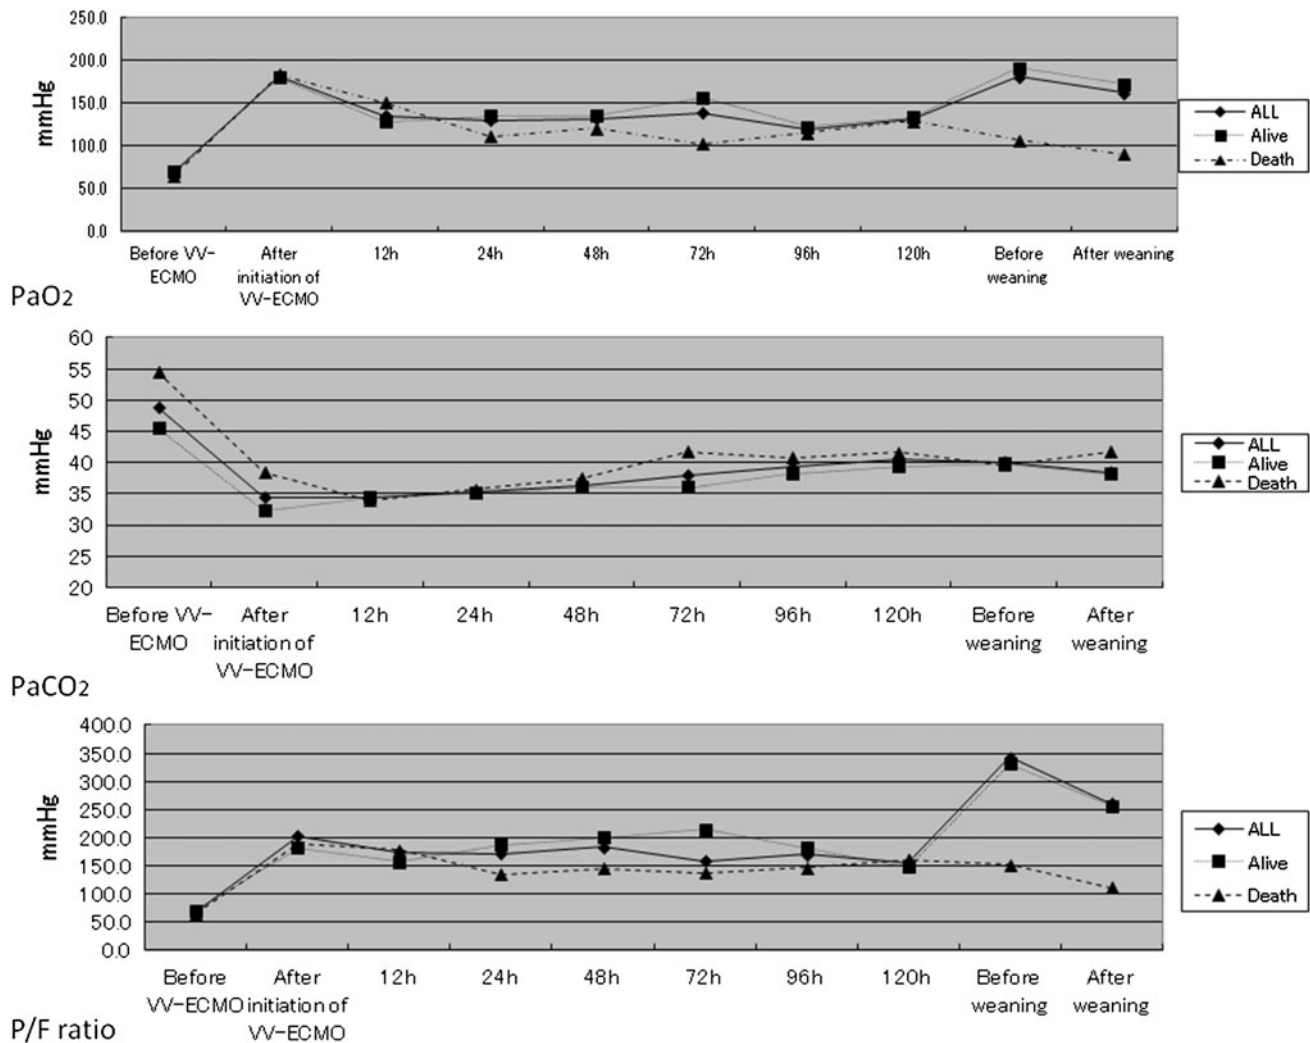 250.0
200.0
150.0
100.0
50.0
0.0
mmHg
Before VV-
ECMO
After
initiation of
VV-ECMO
12h
24h
48h
72h
96h
120h
Before
weaning
After weaning
ALL
Alive
Death
PaO2
60
55
50
45
40
35
30
25
20
mmHg
Before VV-
ECMO
After
initiation of
VV-ECMO
12h
24h
48h
72h
96h
120h
Before
weaning
After
weaning
ALL
Alive
Death
PaCO2
400.0
350.0
300.0
250.0
200.0
150.0
100.0
50.0
0.0
mmHg
Before
VV-ECMO
After
initiation of
VV-ECMO
12h
24h
48h
72h
96h
120h
Before
weaning
After
weaning
ALL
Alive
Death
P/F ratio